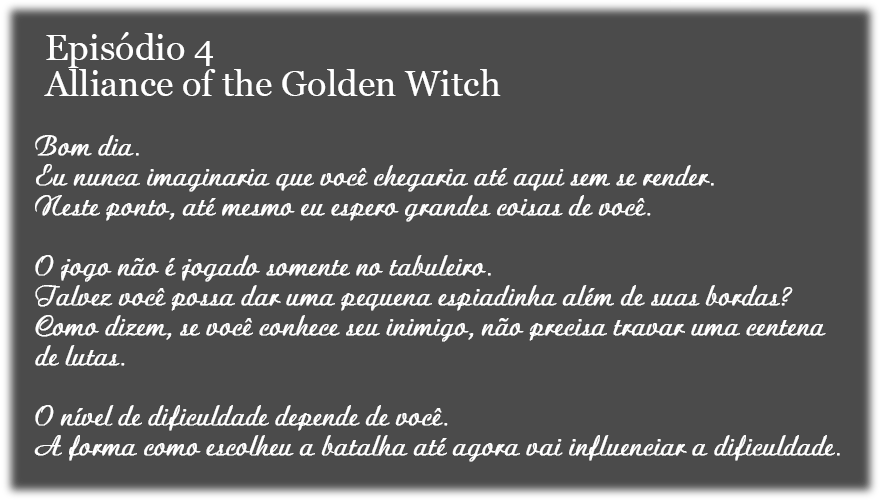 Episódio 4
Alliance of the Golden Witch
Bom dia.
Eu nunca imaginaria que você chegaria até aqui sem se render.
Neste ponto, até mesmo eu espero grandes coisas de você.
O jogo não é jogado somente no tabuleiro.
Talvez você possa dar uma pequena espiadinha além de suas bordas?
Como dizem, se você conhece seu inimigo, não precisa travar uma centena
de lutas.
O nível de dificuldade depende de você.
A forma como escolheu a batalha até agora vai influenciar a dificuldade.